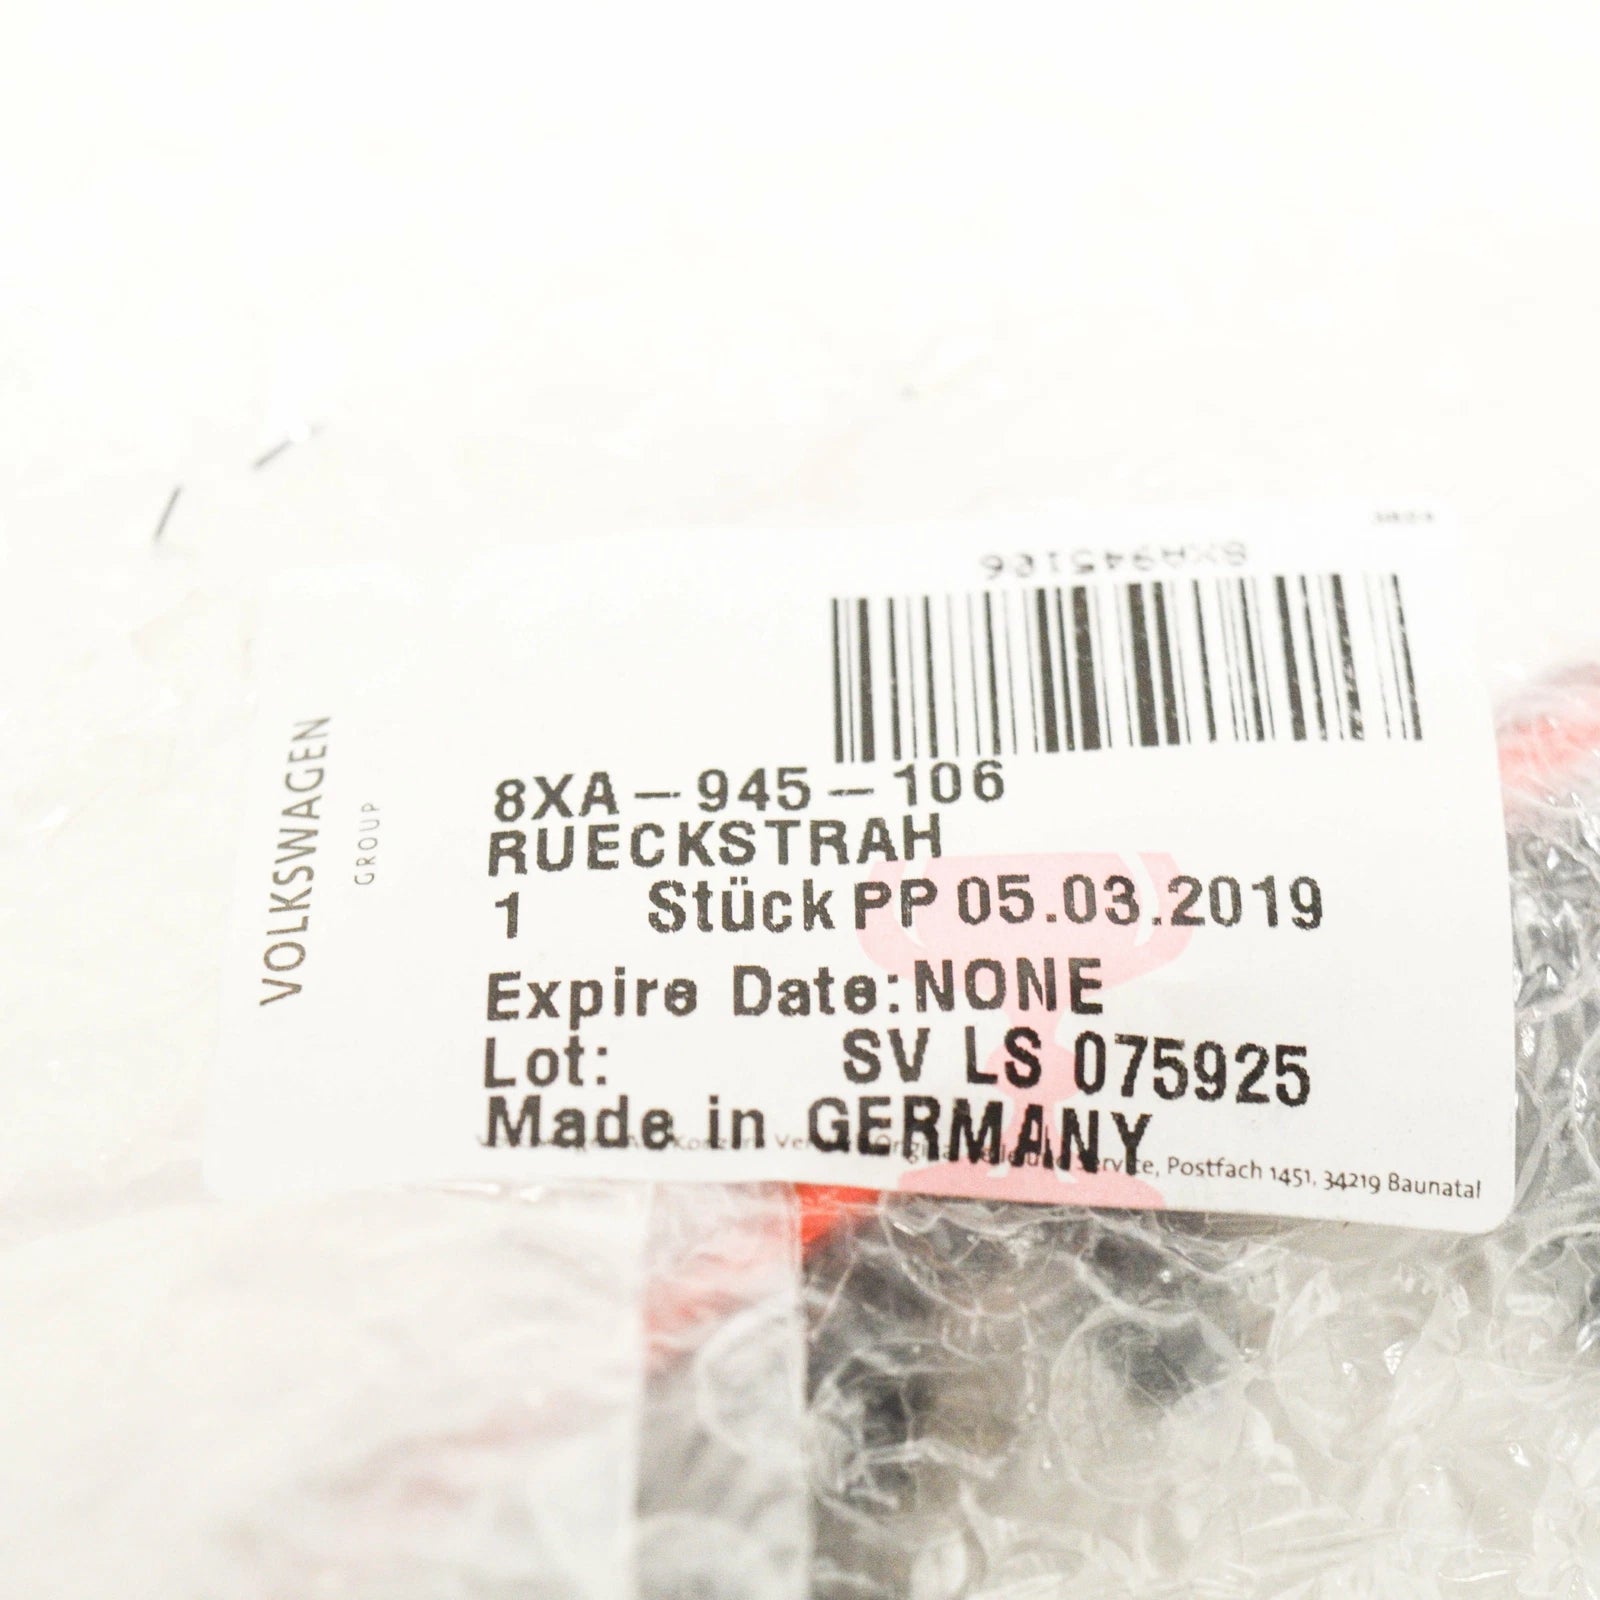 8XA945106
VOLKSWAGEN
GROUP
8XA-945-106
RUECKSTRAH
1 Stück PP 05.03.2019
Expire Date: NONE
Lot: SV LS 075925
Made in GERMANY
Service, Postfach 1451, 34219 Baunatal